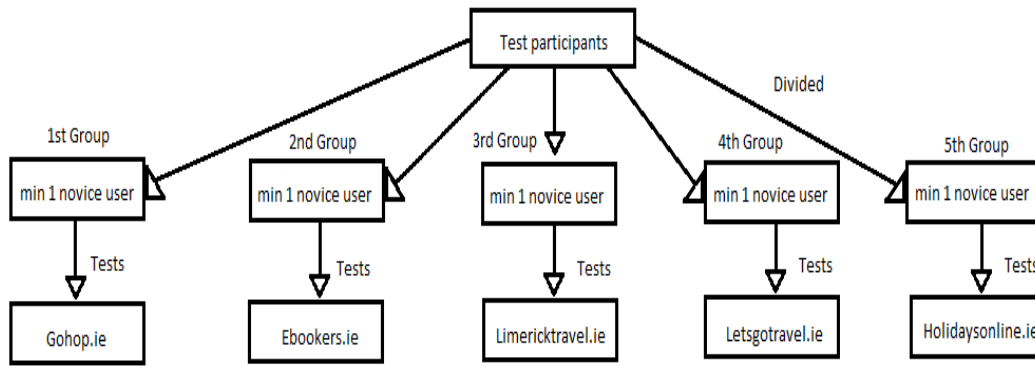 Test participants
Divided
1st Group
2nd Group
3rd Group
4th Group
5th Group
min 1 novice user
min 1 novice user
min 1 novice user
min 1 novice user
min 1 novice user
Tests
Tests
Tests
Tests
Tests
Gohop.ie
Ebookers.ie
Limericktravel.ie
Letsgotravel.ie
Holidaysonline.ie